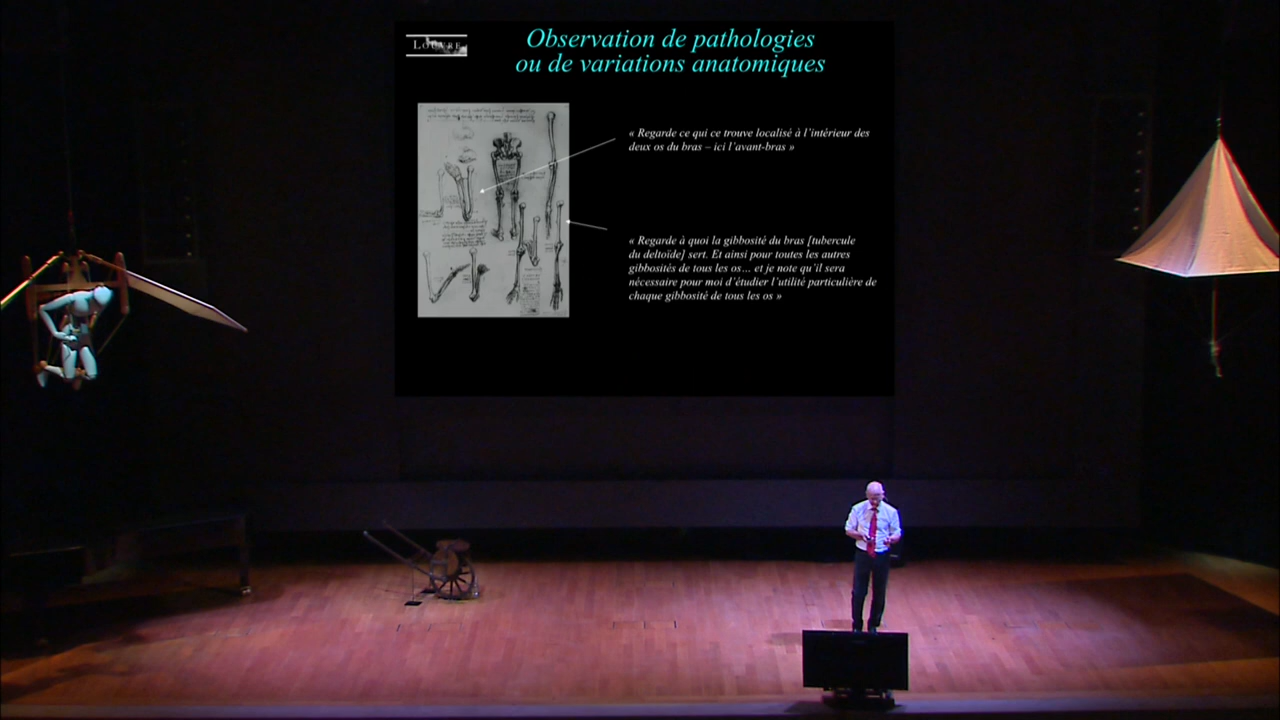 LOUVRE
Observation de pathologies
ou de variations anatomiques
« Regarde ce qui ce trouve localisé à l'intérieur des
deux os du bras – ici l'avant-bras »
« Regarde à quoi la gibbosité du bras [tubercule
du deltoïde] sert. Et ainsi pour toutes les autres
gibbosités de tous les os… et je note qu'il sera
nécessaire pour moi d'étudier l'utilité particulière de
chaque gibbosité de tous les os »